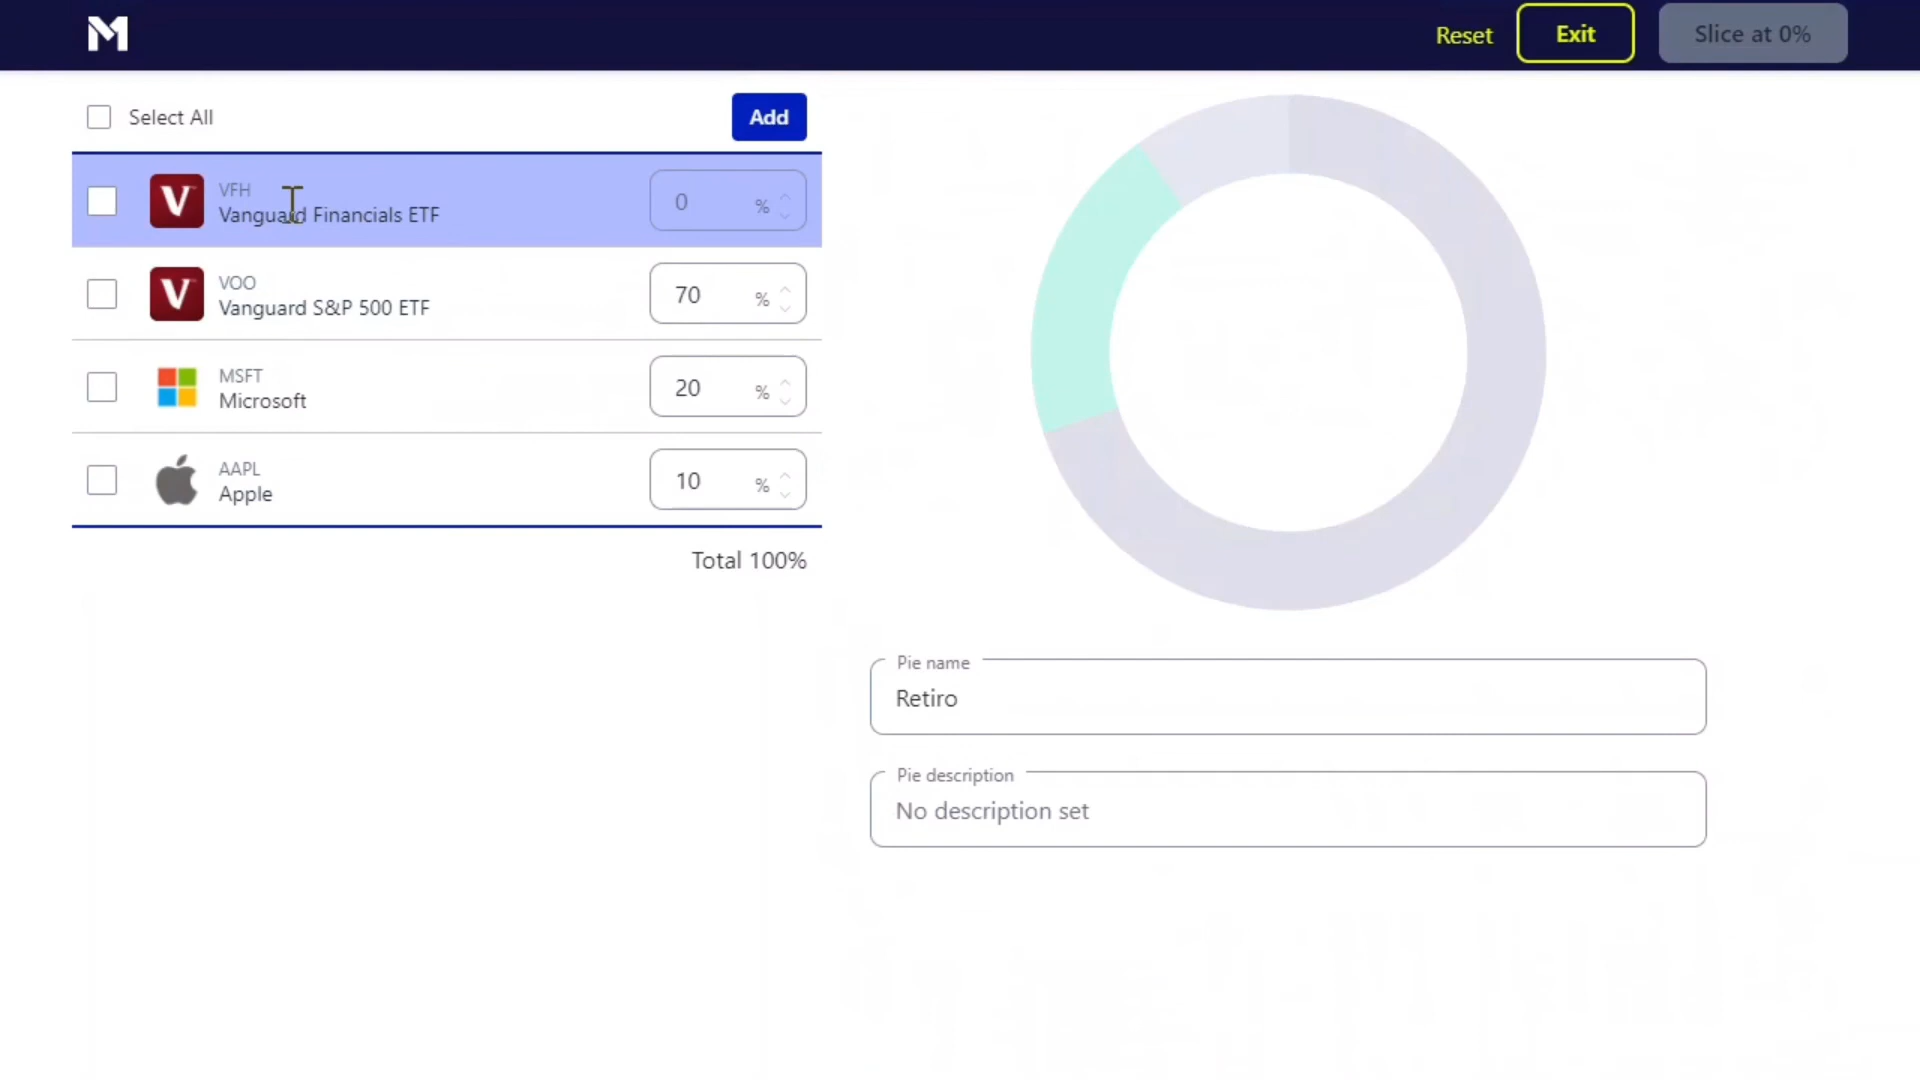 M
Reset
Exit
Slice at 0%
Select All
Add
V
VFH
Vanguard Financials ETF
0 %
V
VOO
Vanguard S&P 500 ETF
70 %
MSFT
Microsoft
20 %
AAPL
Apple
10 %
Total 100%
Pie name
Retiro
Pie description
No description set